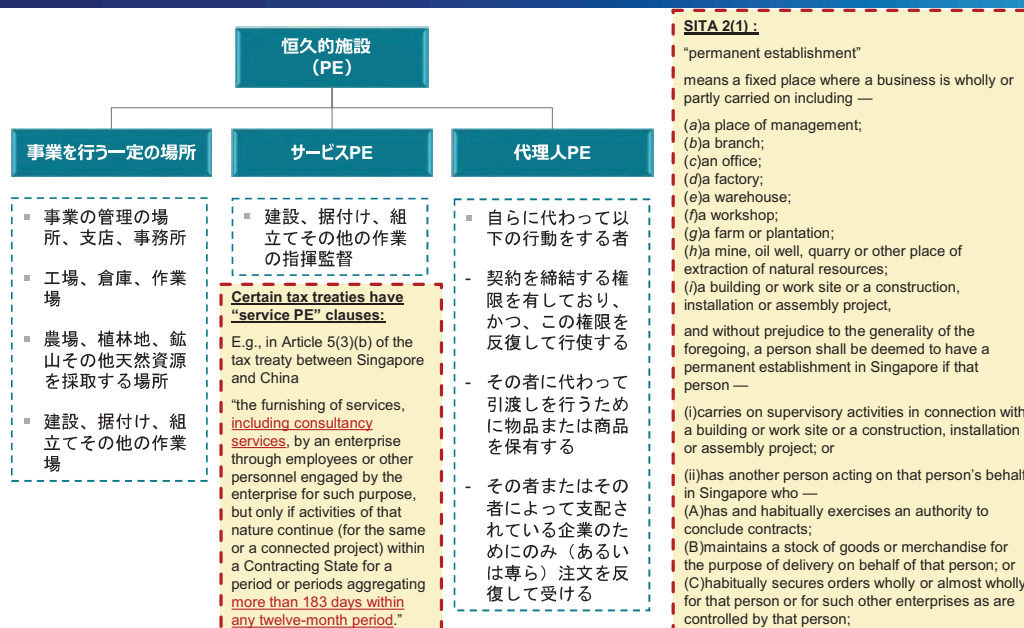 恒久的施設
（PE）
事業を行う一定の場所
▪ 事業の管理の場
所、支店、事務所
▪ 工場、倉庫、作業
場
▪ 農場、植林地、鉱
山その他天然資源
を採取する場所
▪ 建設、据付け、組
立てその他の作業
場
サービスPE
▪ 建設、据付け、組
立てその他の作業
の指揮監督
Certain tax treaties have
“service PE” clauses:
E.g., in Article 5(3)(b) of the
tax treaty between Singapore
and China
“the furnishing of services,
including consultancy
services, by an enterprise
through employees or other
personnel engaged by the
enterprise for such purpose,
but only if activities of that
nature continue (for the same
or a connected project) within
a Contracting State for a
period or periods aggregating
more than 183 days within
any twelve-month period.”
代理人PE
▪ 自らに代わって以
下の行動をする者
- 契約を締結する権
限を有しており、
かつ、この権限を
反復して行使する
- その者に代わって
引渡しを行うため
に物品または商品
を保有する
- その者またはその
者によって支配さ
れている企業のた
めにのみ（あるい
は専ら）注文を反
復して受ける
SITA 2(1) :
“permanent establishment”
means a fixed place where a business is wholly or
partly carried on including —
(a)a place of management;
(b)a branch;
(c)an office;
(d)a factory;
(e)a warehouse;
(f)a workshop;
(g)a farm or plantation;
(h)a mine, oil well, quarry or other place of
extraction of natural resources;
(i)a building or work site or a construction,
installation or assembly project,
and without prejudice to the generality of the
foregoing, a person shall be deemed to have a
permanent establishment in Singapore if that
person —
(i)carries on supervisory activities in connection with
a building or work site or a construction, installation
or assembly project; or
(ii)has another person acting on that person’s behalf
in Singapore who —
(A)has and habitually exercises an authority to
conclude contracts;
(B)maintains a stock of goods or merchandise for
the purpose of delivery on behalf of that person; or
(C)habitually secures orders wholly or almost wholly
for that person or for such other enterprises as are
controlled by that person;